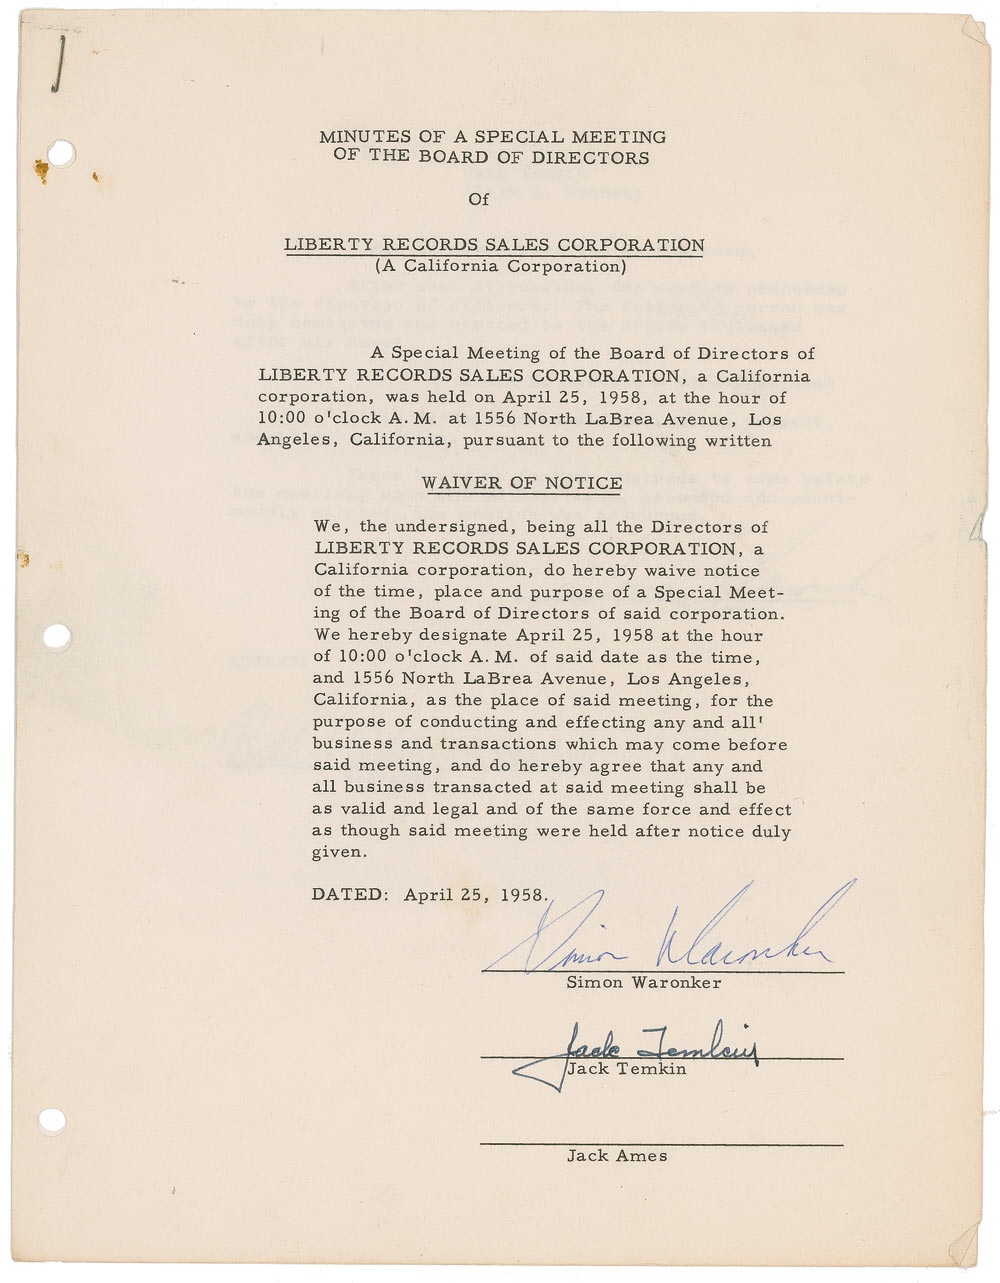 MINUTES OF A SPECIAL MEETING
OF THE BOARD OF DIRECTORS
Of
LIBERTY RECORDS SALES CORPORATION
(A California Corporation)
A Special Meeting of the Board of Directors of
LIBERTY RECORDS SALES CORPORATION, a California
corporation, was held on April 25, 1958, at the hour of
10:00 o'clock A. M. at 1556 North LaBrea Avenue, Los
Angeles, California, pursuant to the following written
WAIVER OF NOTICE
We, the undersigned, being all the Directors of
LIBERTY RECORDS SALES CORPORATION, a
California corporation, do hereby waive notice
of the time, place and purpose of a Special Meet-
ing of the Board of Directors of said corporation.
We hereby designate April 25, 1958 at the hour
of 10:00 o'clock A. M. of said date as the time,
and 1556 North LaBrea Avenue, Los Angeles,
California, as the place of said meeting, for the
purpose of conducting and effecting any and all'
business and transactions which may come before
said meeting, and do hereby agree that any and
all business transacted at said meeting shall be
as valid and legal and of the same force and effect
as though said meeting were held after notice duly
given.
DATED: April 25, 1958.
Simon Waronker
Simon Waronker
Jack Temkin
Jack Temkin
Jack Ames